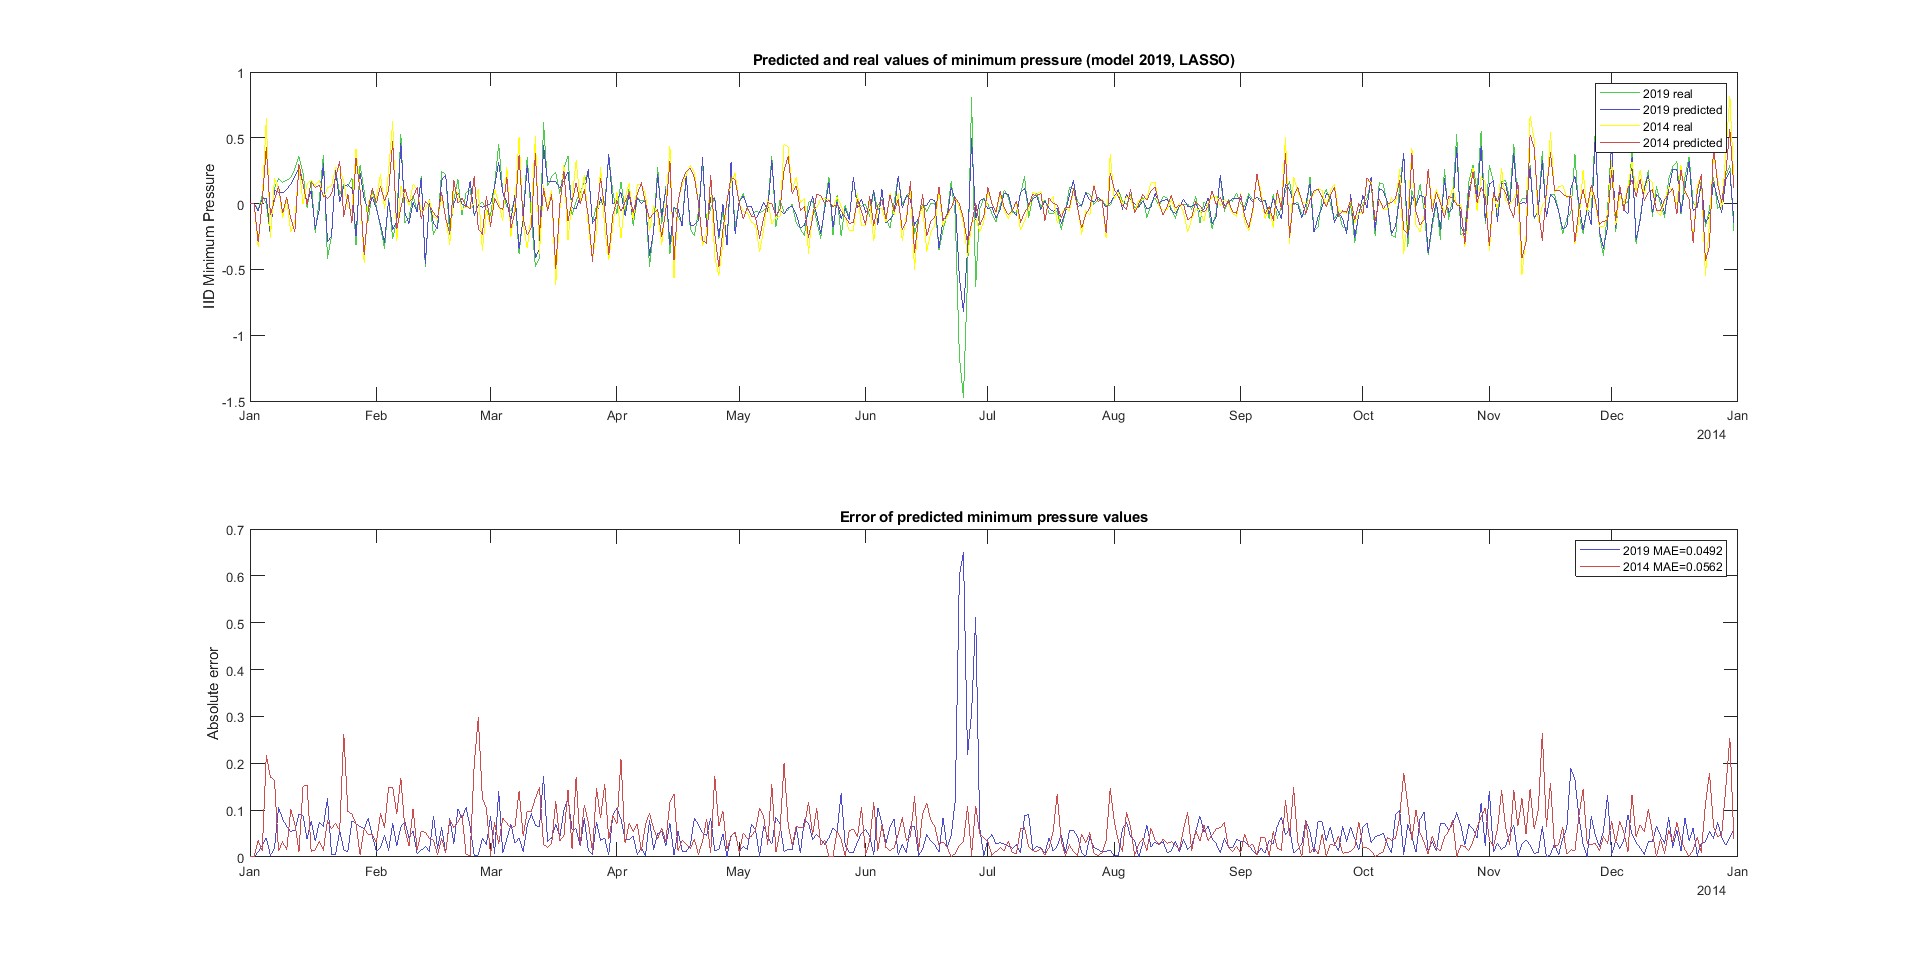 Predicted and real values of minimum pressure (model 2019, LASSO)
IID Minimum Pressure
1
0.5
0
-0.5
-1
-1.5
2019 real
2019 predicted
2014 real
2014 predicted
Jan Feb Mar Apr May Jun Jul Aug Sep Oct Nov Dec Jan
2014
Error of predicted minimum pressure values
Absolute error
0.7
0.6
0.5
0.4
0.3
0.2
0.1
0
2019 MAE=0.0492
2014 MAE=0.0562
Jan Feb Mar Apr May Jun Jul Aug Sep Oct Nov Dec Jan
2014